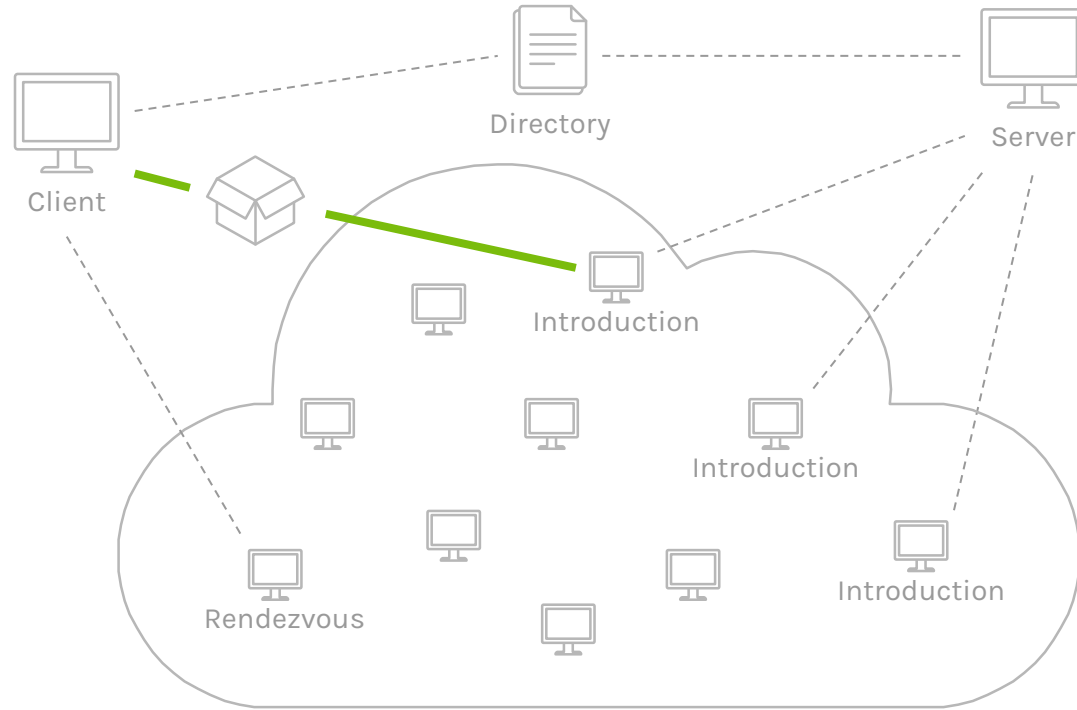 Directory
Server
Client
Introduction
Introduction
Introduction
Rendezvous